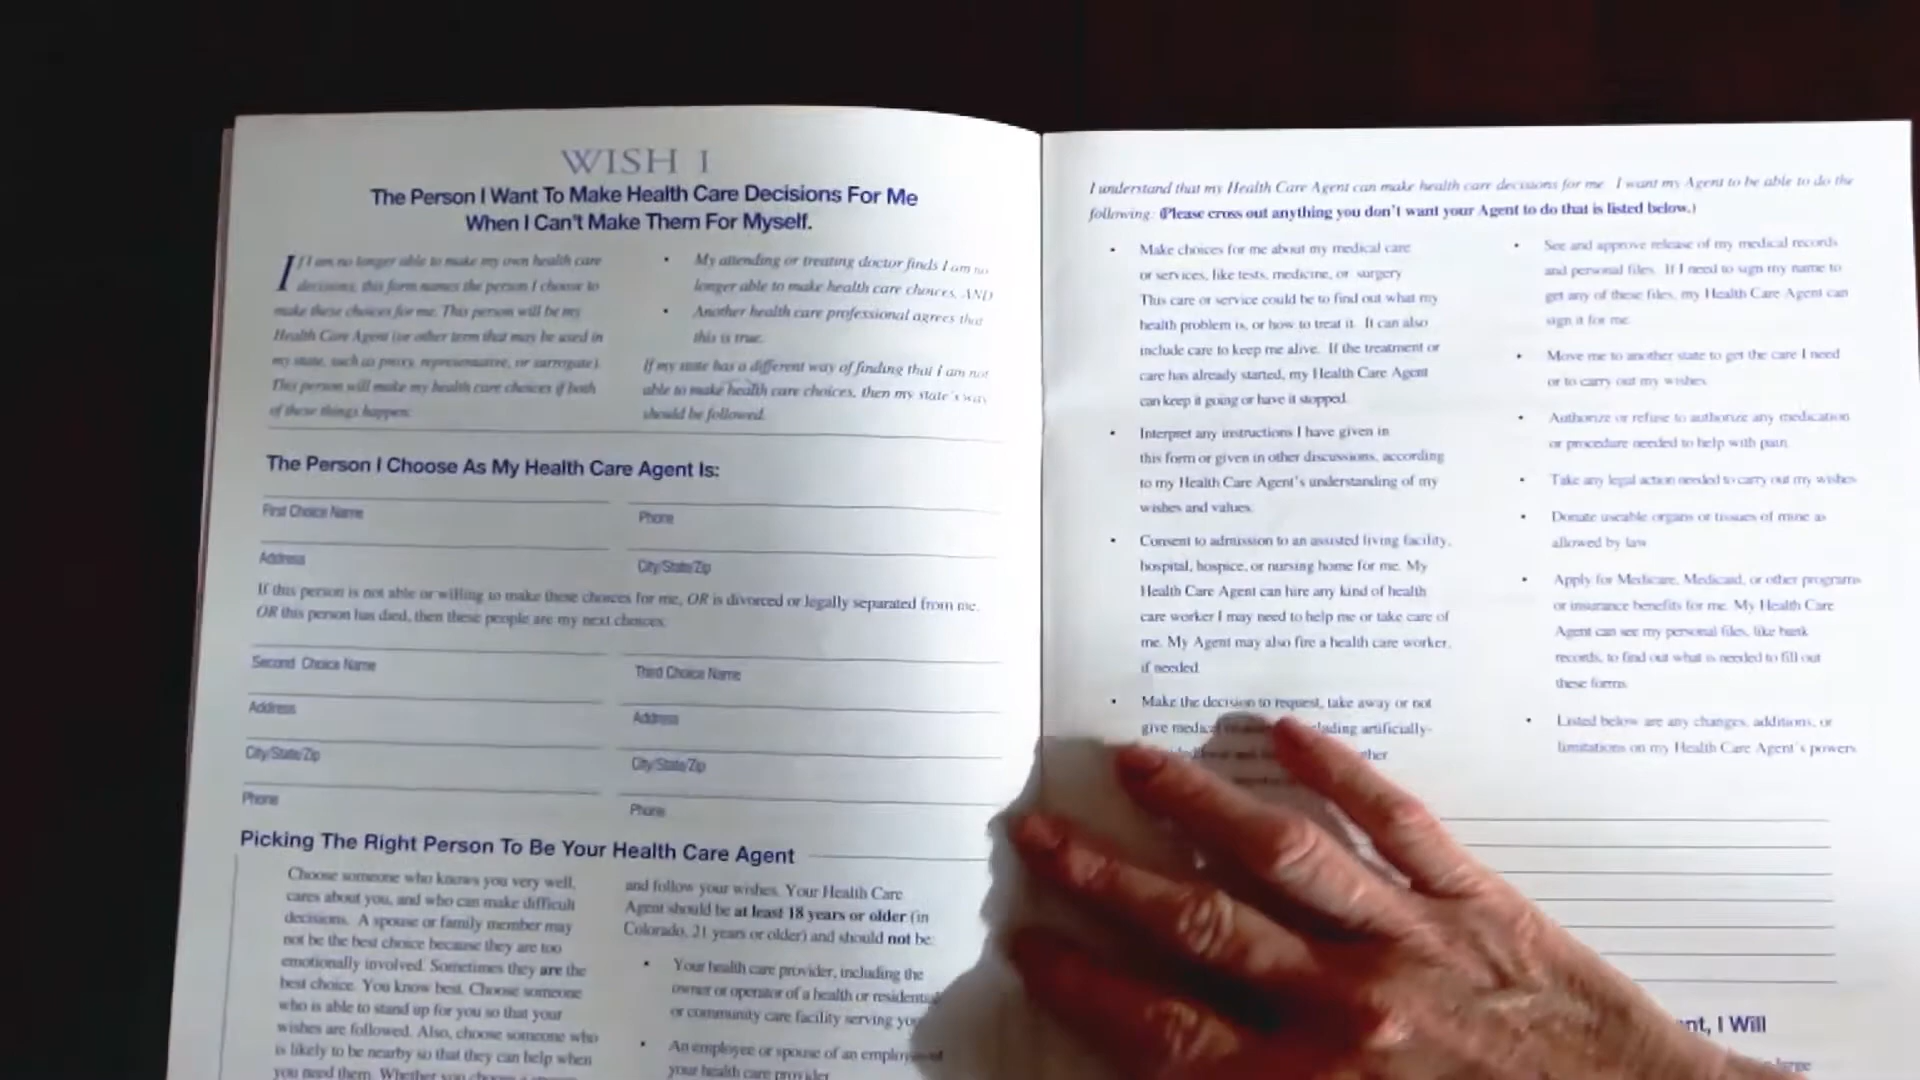 WISH 1
The Person I Want To Make Health Care Decisions For Me
When I Can't Make Them For Myself.
If I am no longer able to make my own health care
decisions, this form names the person I choose to
make these choices for me. This person will be my
Health Care Agent (or other term that may be used in
my state, such as proxy, representative, or surrogate).
This person will make my health care choices if both
of these things happen:
• My attending or treating doctor finds I am no
longer able to make health care choices, AND
• Another health care professional agrees that
this is true.
If my state has a different way of finding that I am not
able to make health care choices, then my state's way
should be followed.
The Person I Choose As My Health Care Agent Is:
First Choice Name
Phone
Address
City/State/Zip
If this person is not able or willing to make these choices for me, OR is divorced or legally separated from me,
OR this person has died, then these people are my next choices:
Second Choice Name
Third Choice Name
Address
Address
City/State/Zip
City/State/Zip
Phone
Phone
Picking The Right Person To Be Your Health Care Agent
Choose someone who knows you very well,
cares about you, and who can make difficult
decisions. A spouse or family member may
not be the best choice because they are too
emotionally involved. Sometimes they are the
best choice. You know best. Choose someone
who is able to stand up for you so that your
wishes are followed. Also, choose someone who
is likely to be nearby so that they can help when
you need them. Whether you choose a
and follow your wishes. Your Health Care
Agent should be at least 18 years or older (in
Colorado, 21 years or older) and should not be:
• Your health care provider, including the
owner or operator of a health or residential
or community care facility serving you
• An employee or spouse of an employee of
your health care provider
I understand that my Health Care Agent can make health care decisions for me. I want my Agent to be able to do the
following: (Please cross out anything you don't want your Agent to do that is listed below.)
• Make choices for me about my medical care
or services, like tests, medicine, or surgery
This care or service could be to find out what my
health problem is, or how to treat it. It can also
include care to keep me alive. If the treatment or
care has already started, my Health Care Agent
can keep it going or have it stopped.
• Interpret any instructions I have given in
this form or given in other discussions, according
to my Health Care Agent's understanding of my
wishes and values.
• Consent to admission to an assisted living facility,
hospital, hospice, or nursing home for me. My
Health Care Agent can hire any kind of health
care worker I may need to help me or take care of
me. My Agent may also fire a health care worker,
if needed.
• Make the decision to request, take away or not
give medical including artificially-
• See and approve release of my medical records
and personal files. If I need to sign my name to
get any of these files, my Health Care Agent can
sign it for me.
• Move me to another state to get the care I need
or to carry out my wishes.
• Authorize or refuse to authorize any medication
or procedure needed to help with pain.
• Take any legal action needed to carry out my wishes
• Donate useable organs or tissues of mine as
allowed by law.
• Apply for Medicare, Medicaid, or other programs
or insurance benefits for me. My Health Care
Agent can see my personal files, like bank
records, to find out what is needed to fill out
these forms.
• Listed below are any changes, additions, or
limitations on my Health Care Agent's powers.
nt, I Will